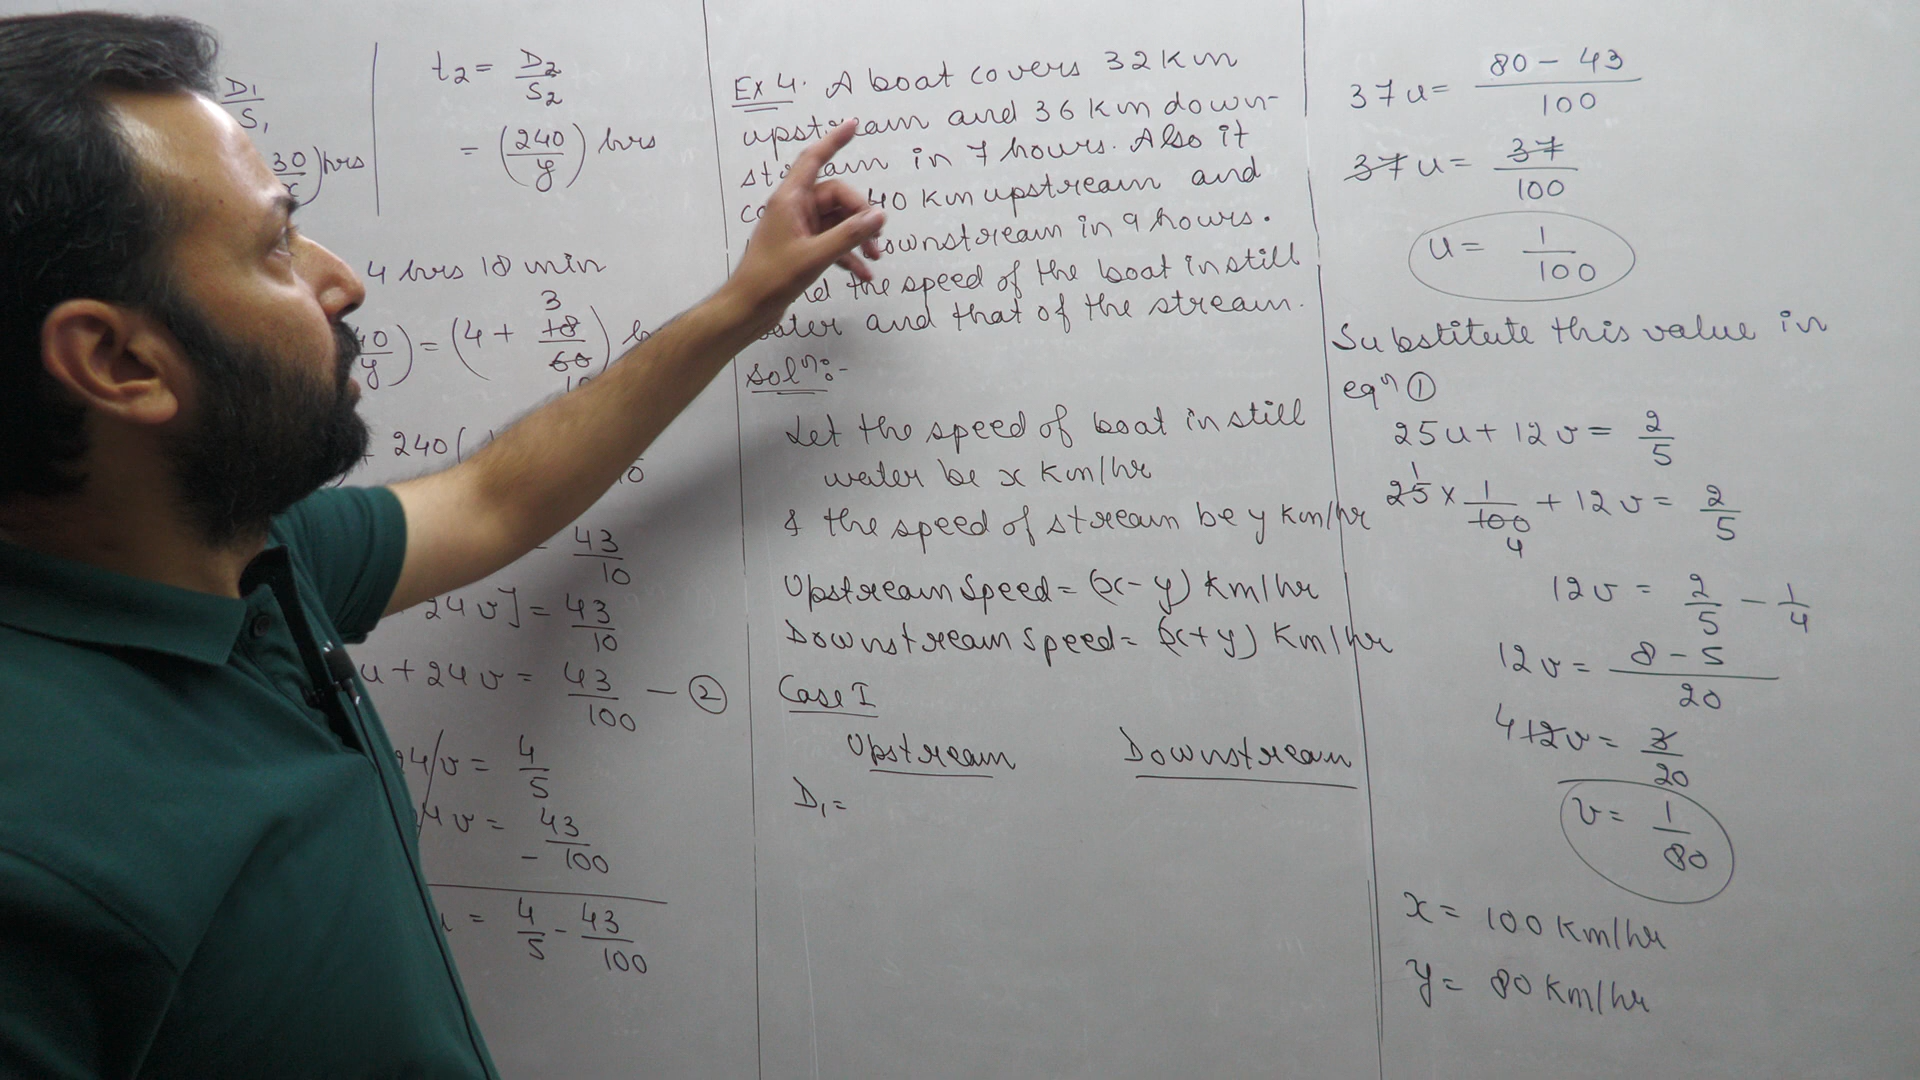 D1
S1
30
hrs
t2 = D2
S2
= (240
y) hrs
4 hrs 18 min
y) = (4 + 3
18
60
10
240(
10
43
10
24v] = 43
10
u + 24v = 43
100 - ②
24v = 4
5
v = 43
- 100
= 4
5 - 43
100
Ex 4. A boat covers 32 Km
upstream and 36 Km down-
stream in 7 hours. Also it
40 Km upstream and
downstream in 9 hours.
the speed of the boat in still
water and that of the stream.
Solⁿ:-
Let the speed of boat in still
water be x Km/hr
& the speed of stream be y Km/hr
Upstream Speed = (x-y) Km/hr
Downstream Speed = (x+y) Km/hr
Case I
Upstream Downstream
D1 =
37u = 80 - 43
100
37u = 37
100
u = 1
100
Substitute this value in
eqⁿ ①
25u + 12v = 2
5
1
25 x 1
100
4 + 12v = 2
5
12v = 2
5 - 1
4
12v = 8 - 5
20
4
12v = 3
20
v = 1
80
x = 100 Km/hr
y = 80 Km/hr